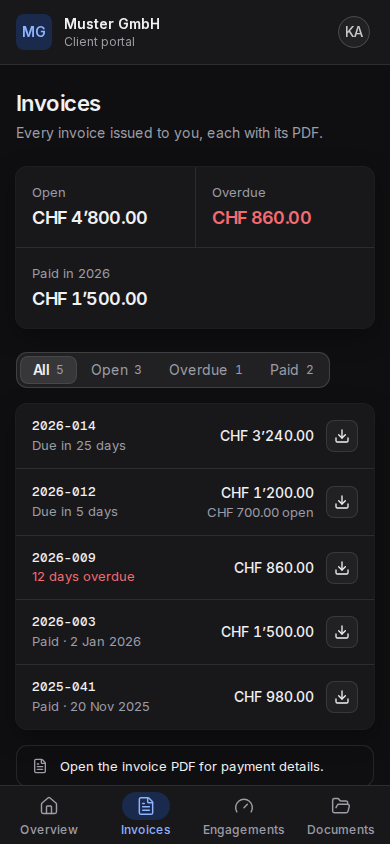 MG
Muster GmbH
Client portal
KA
Invoices
Every invoice issued to you, each with its PDF.
Open
CHF 4’800.00
Overdue
CHF 860.00
Paid in 2026
CHF 1’500.00
All 5
Open 3
Overdue 1
Paid 2
2026-014
Due in 25 days
CHF 3’240.00
2026-012
Due in 5 days
CHF 1’200.00
CHF 700.00 open
2026-009
12 days overdue
CHF 860.00
2026-003
Paid · 2 Jan 2026
CHF 1’500.00
2025-041
Paid · 20 Nov 2025
CHF 980.00
Open the invoice PDF for payment details.
Overview
Invoices
Engagements
Documents